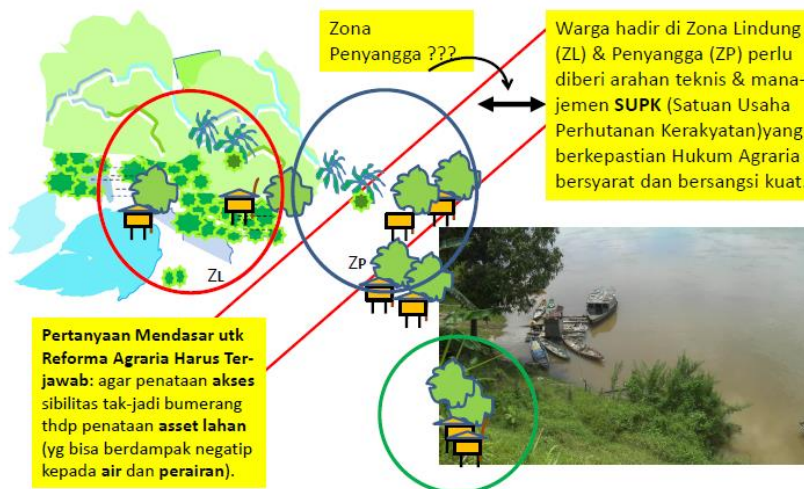 Zona
Penyangga ???
Warga hadir di Zona Lindung
(ZL) & Penyangga (ZP) perlu
diberi arahan teknis & mana-
jemen SUPK (Satuan Usaha
Perhutanan Kerakyatan)yang
berkepastian Hukum Agraria
bersyarat dan bersangsi kuat.
ZL
ZP
Pertanyaan Mendasar utk
Reforma Agraria Harus Ter-
jawab: agar penataan akses
sibilitas tak-jadi bumerang
thdp penataan asset lahan
(yg bisa berdampak negatip
kepada air dan perairan).